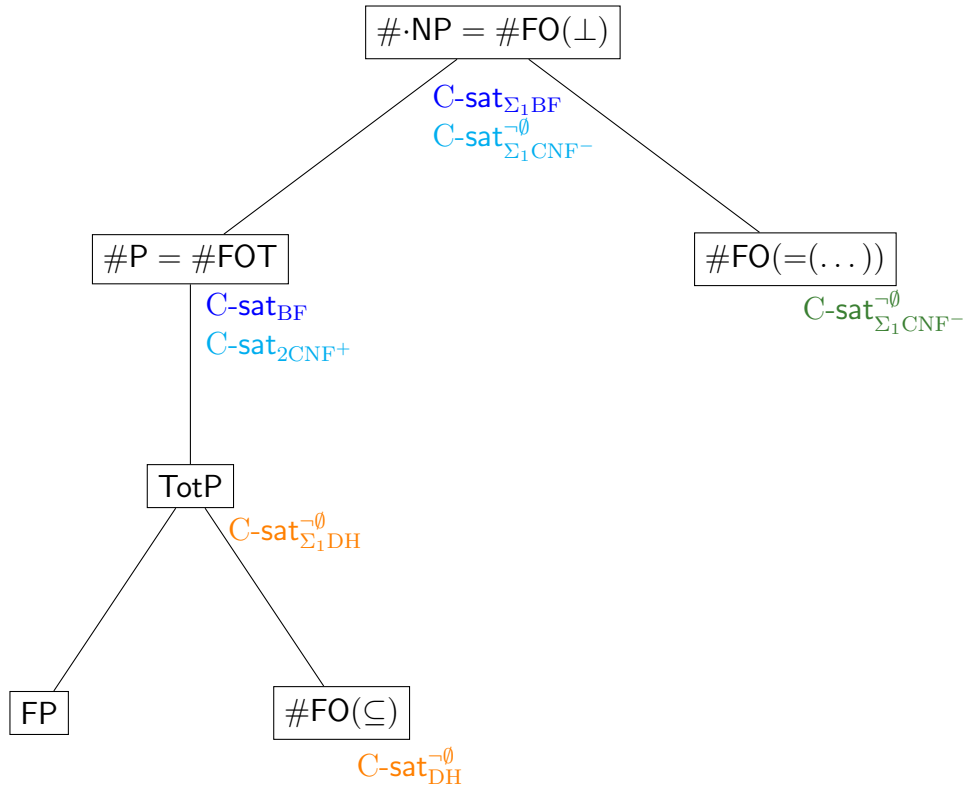 #·NP = #FO(⊥)
C-sat_{Σ₁BF}
C-sat^{¬∅}_{Σ₁CNF⁻}
#P = #FOT
#FO(=(...))
C-sat_{BF}
C-sat^{¬∅}_{Σ₁CNF⁻}
C-sat_{2CNF⁺}
TotP
C-sat^{¬∅}_{Σ₁DH}
FP
#FO(⊆)
C-sat^{¬∅}_{DH}